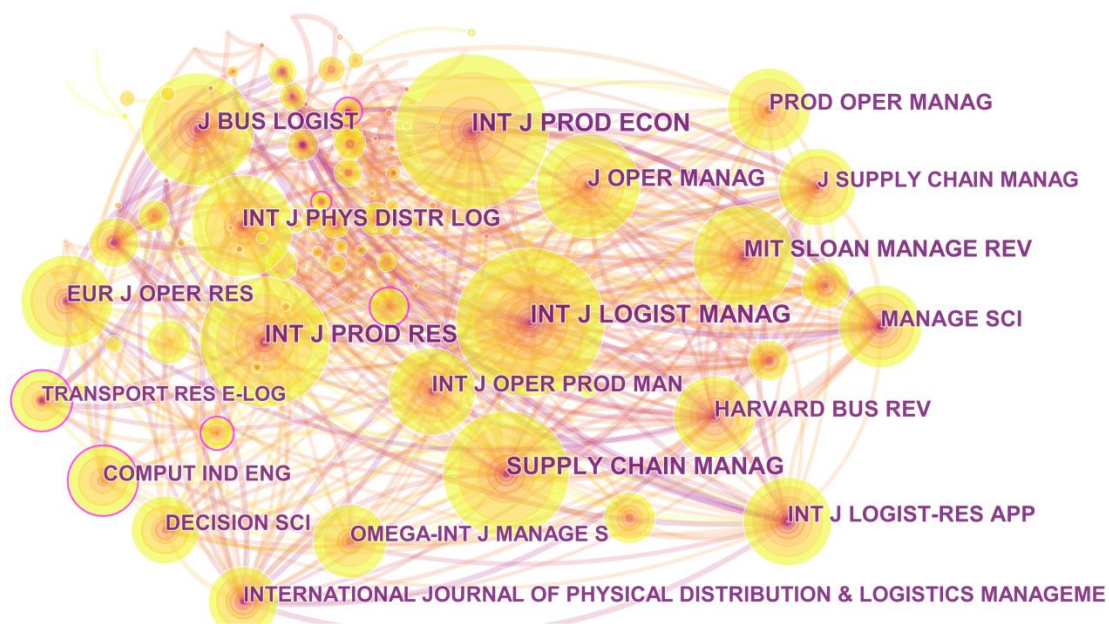 PROD OPER MANAG
J BUS LOGIST
INT J PROD ECON
J OPER MANAG
J SUPPLY CHAIN MANAG
INT J PHYS DISTR LOG
MIT SLOAN MANAGE REV
EUR J OPER RES
INT J LOGIST MANAG
MANAGE SCI
INT J PROD RES
INT J OPER PROD MAN
TRANSPORT RES E-LOG
HARVARD BUS REV
SUPPLY CHAIN MANAG
COMPUT IND ENG
INT J LOGIST-RES APP
DECISION SCI
OMEGA-INT J MANAGE S
INTERNATIONAL JOURNAL OF PHYSICAL DISTRIBUTION & LOGISTICS MANAGEME